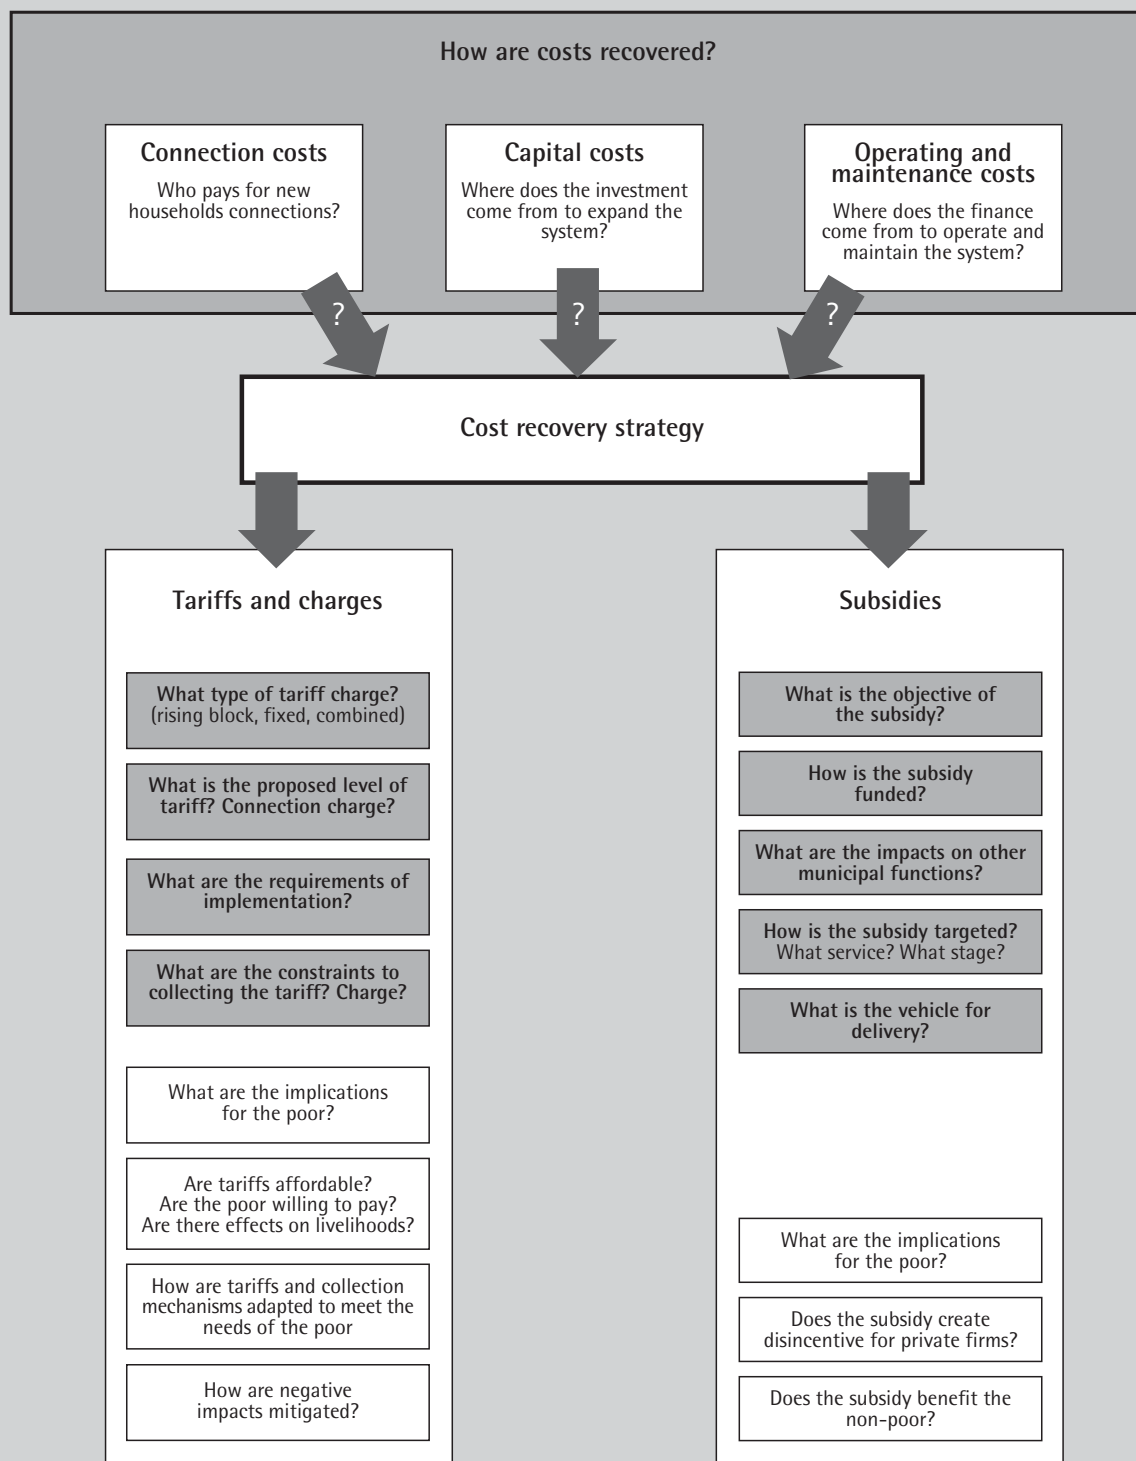 How are costs recovered?
Connection costs
Who pays for new
households connections?
Capital costs
Where does the investment
come from to expand the
system?
Operating and
maintenance costs
Where does the finance
come from to operate and
maintain the system?
?
?
?
Cost recovery strategy
Tariffs and charges
What type of tariff charge?
(rising block, fixed, combined)
What is the proposed level of
tariff? Connection charge?
What are the requirements of
implementation?
What are the constraints to
collecting the tariff? Charge?
What are the implications
for the poor?
Are tariffs affordable?
Are the poor willing to pay?
Are there effects on livelihoods?
How are tariffs and collection
mechanisms adapted to meet the
needs of the poor
How are negative
impacts mitigated?
Subsidies
What is the objective of
the subsidy?
How is the subsidy
funded?
What are the impacts on other
municipal functions?
How is the subsidy targeted?
What service? What stage?
What is the vehicle for
delivery?
What are the implications
for the poor?
Does the subsidy create
disincentive for private firms?
Does the subsidy benefit the
non-poor?